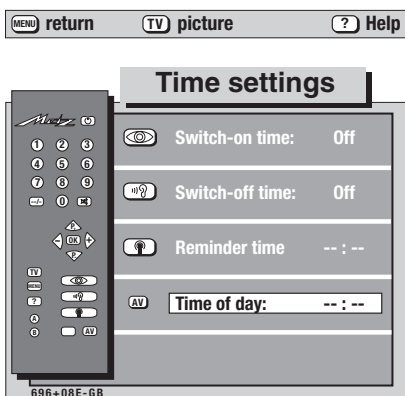 MENU return TV picture ? Help
Time settings
Switch-on time: Off
Switch-off time: Off
Reminder time -- : --
AV Time of day: -- : --
1 2 3
4 5 6
7 8 9
--/- 0
P
- OK +
P
TV
MENU
?
A
B AV
696+08E-GB